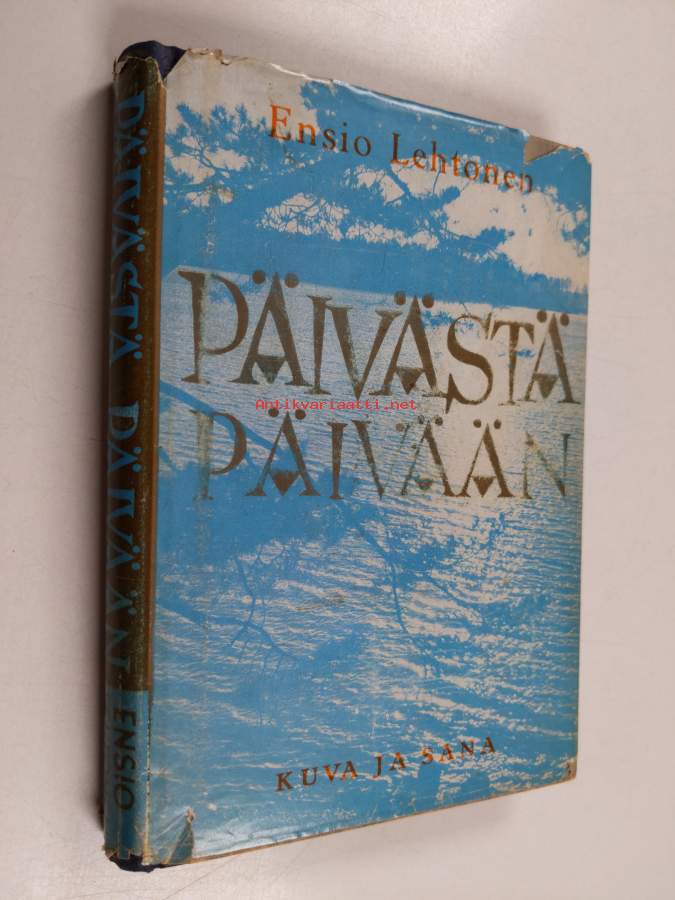 Ensio Lehtonen
PÄIVÄSTÄ
PÄIVÄÄN
KUVA JA SANA
PÄIVÄSTÄ PÄIVÄÄN
ENSIO
Antikvariaatti.net